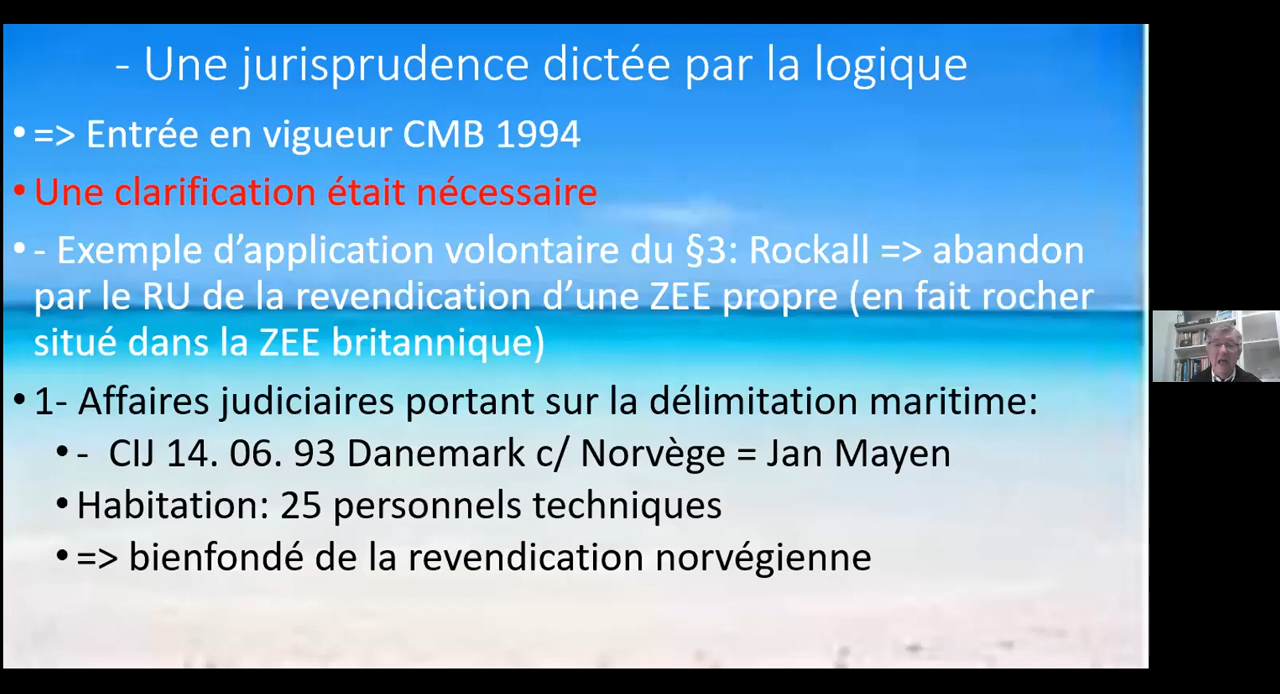 - Une jurisprudence dictée par la logique
• => Entrée en vigueur CMB 1994
• Une clarification était nécessaire
• - Exemple d’application volontaire du §3: Rockall => abandon
par le RU de la revendication d’une ZEE propre (en fait rocher
situé dans la ZEE britannique)
• 1- Affaires judiciaires portant sur la délimitation maritime:
• - CIJ 14. 06. 93 Danemark c/ Norvège = Jan Mayen
• Habitation: 25 personnels techniques
• => bienfondé de la revendication norvégienne